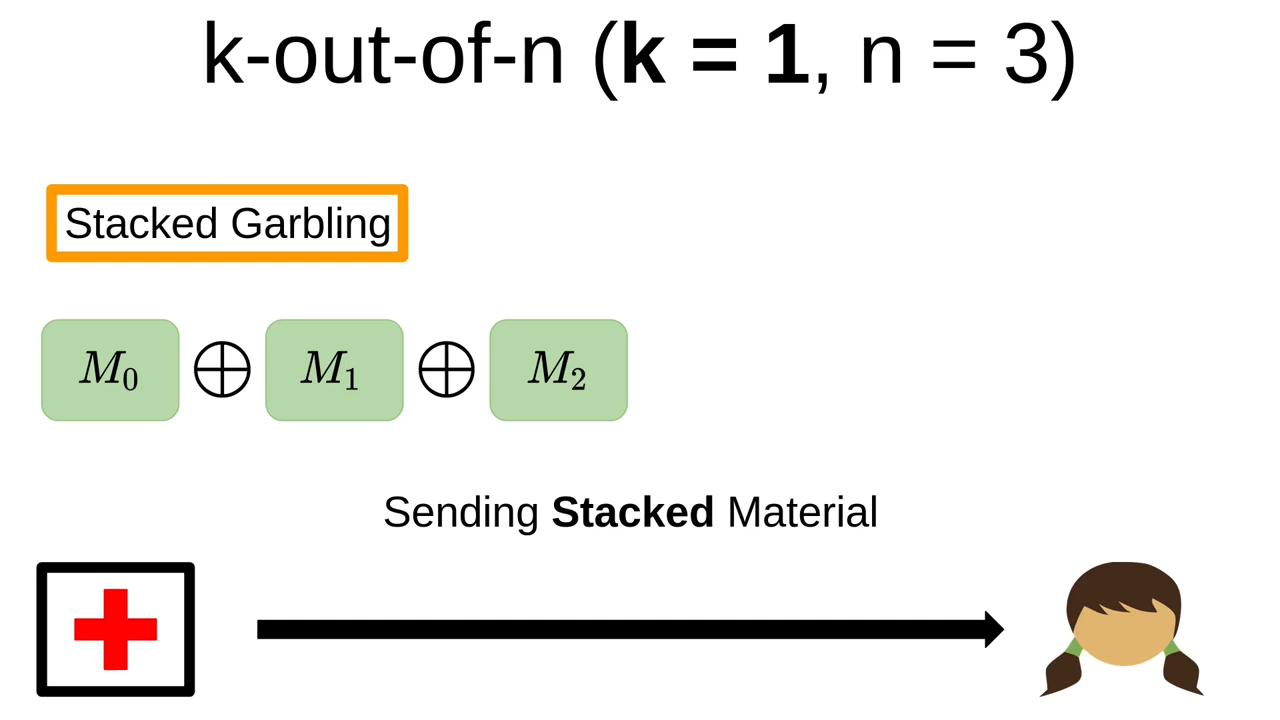 k-out-of-n (k = 1, n = 3)
Stacked Garbling
M₀ ⊕ M₁ ⊕ M₂
Sending Stacked Material